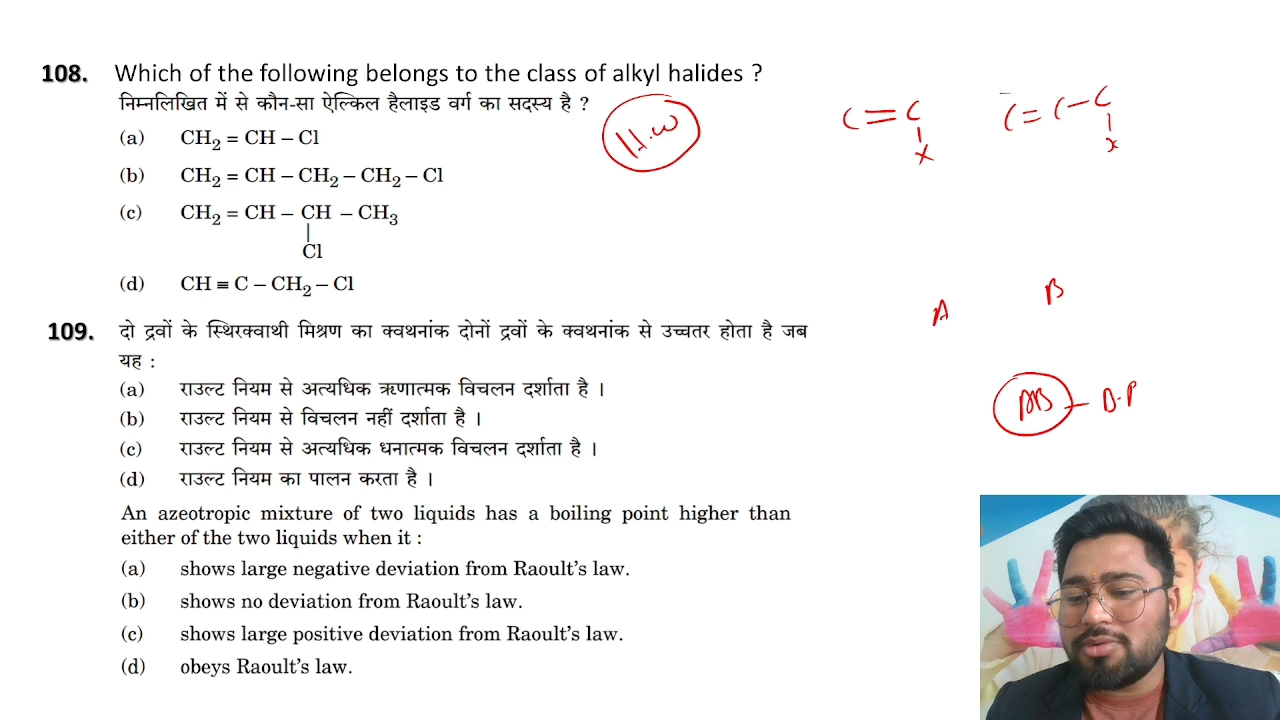 108. Which of the following belongs to the class of alkyl halides ?
निम्नलिखित में से कौन-सा ऐल्किल हैलाइड वर्ग का सदस्य है ?
H.W
C=C
X
C=C-C
x
(a) CH₂ = CH – Cl
(b) CH₂ = CH – CH₂ – CH₂ – Cl
(c) CH₂ = CH – CH – CH₃
|
Cl
(d) CH ≡ C – CH₂ – Cl
A B
109. दो द्रवों के स्थिरक्वाथी मिश्रण का क्वथनांक दोनों द्रवों के क्वथनांक से उच्चतर होता है जब
यह :
(a) राउल्ट नियम से अत्यधिक ऋणात्मक विचलन दर्शाता है ।
(b) राउल्ट नियम से विचलन नहीं दर्शाता है ।
(c) राउल्ट नियम से अत्यधिक धनात्मक विचलन दर्शाता है ।
(d) राउल्ट नियम का पालन करता है ।
AB – B.P
An azeotropic mixture of two liquids has a boiling point higher than
either of the two liquids when it :
(a) shows large negative deviation from Raoult's law.
(b) shows no deviation from Raoult's law.
(c) shows large positive deviation from Raoult's law.
(d) obeys Raoult's law.